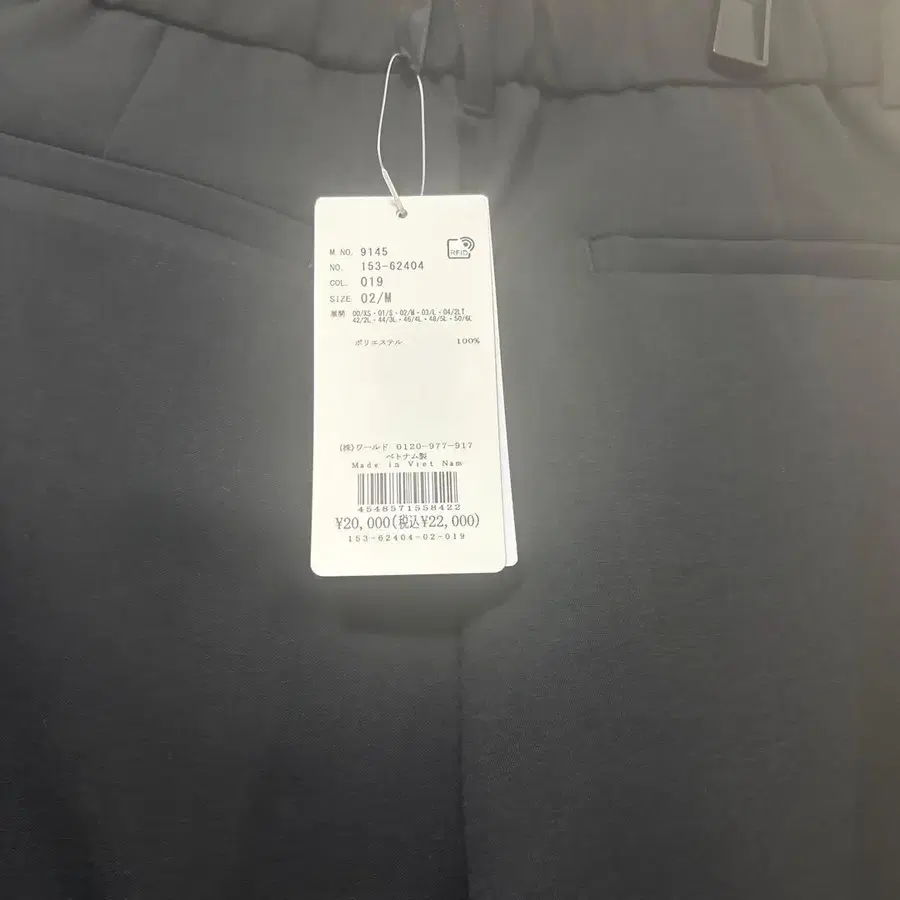 M NO. 9145
RFID
NO. 153-62404
COL. 019
SIZE 02/M
展開 00/XS・01/S・02/M・03/L・04/2LT
42/2L・44/3L・46/4L・48/5L・50/6L
ポリエステル 100%
(株)ワールド 0120-977-917
ベトナム製
Made in Viet Nam
4548571558422
¥20,000(税込¥22,000)
153-62404-02-019